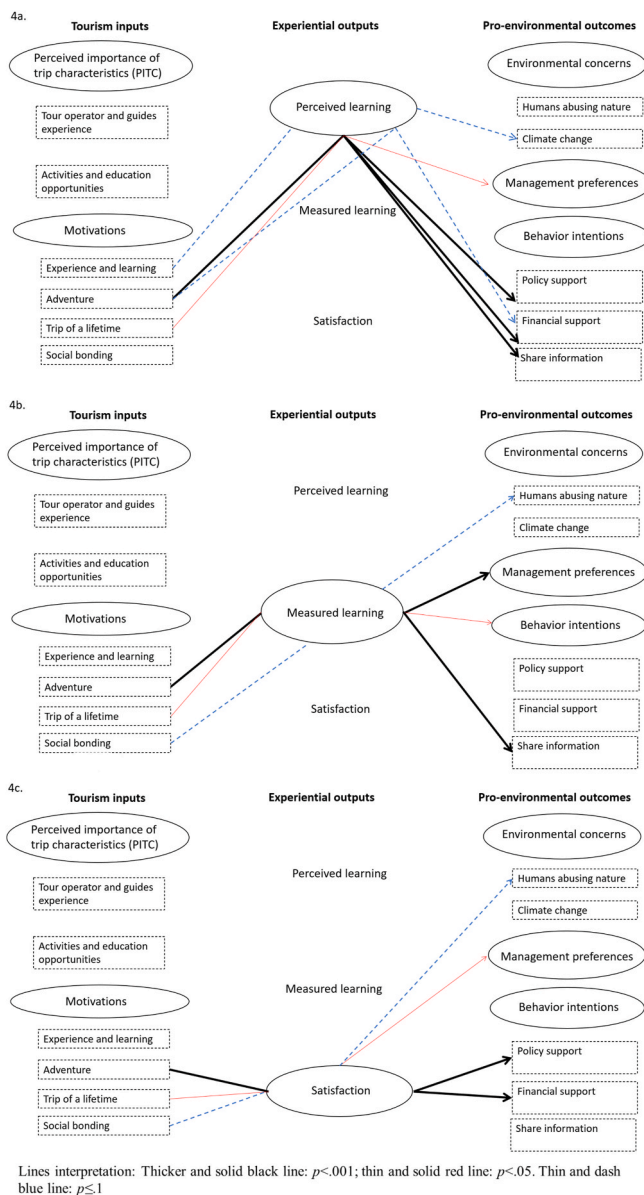 4a.
Tourism inputs
Experiential outputs
Pro-environmental outcomes
Perceived importance of
trip characteristics (PITC)
Tour operator and guides
experience
Activities and education
opportunities
Motivations
Experience and learning
Adventure
Trip of a lifetime
Social bonding
Perceived learning
Measured learning
Satisfaction
Environmental concerns
Humans abusing nature
Climate change
Management preferences
Behavior intentions
Policy support
Financial support
Share information
4b.
Tourism inputs
Experiential outputs
Pro-environmental outcomes
Perceived importance of
trip characteristics (PITC)
Tour operator and guides
experience
Activities and education
opportunities
Motivations
Experience and learning
Adventure
Trip of a lifetime
Social bonding
Perceived learning
Measured learning
Satisfaction
Environmental concerns
Humans abusing nature
Climate change
Management preferences
Behavior intentions
Policy support
Financial support
Share information
4c.
Tourism inputs
Experiential outputs
Pro-environmental outcomes
Perceived importance of
trip characteristics (PITC)
Tour operator and guides
experience
Activities and education
opportunities
Motivations
Experience and learning
Adventure
Trip of a lifetime
Social bonding
Perceived learning
Measured learning
Satisfaction
Environmental concerns
Humans abusing nature
Climate change
Management preferences
Behavior intentions
Policy support
Financial support
Share information
Lines interpretation: Thicker and solid black line: p<.001; thin and solid red line: p<.05. Thin and dash
blue line: p≤.1